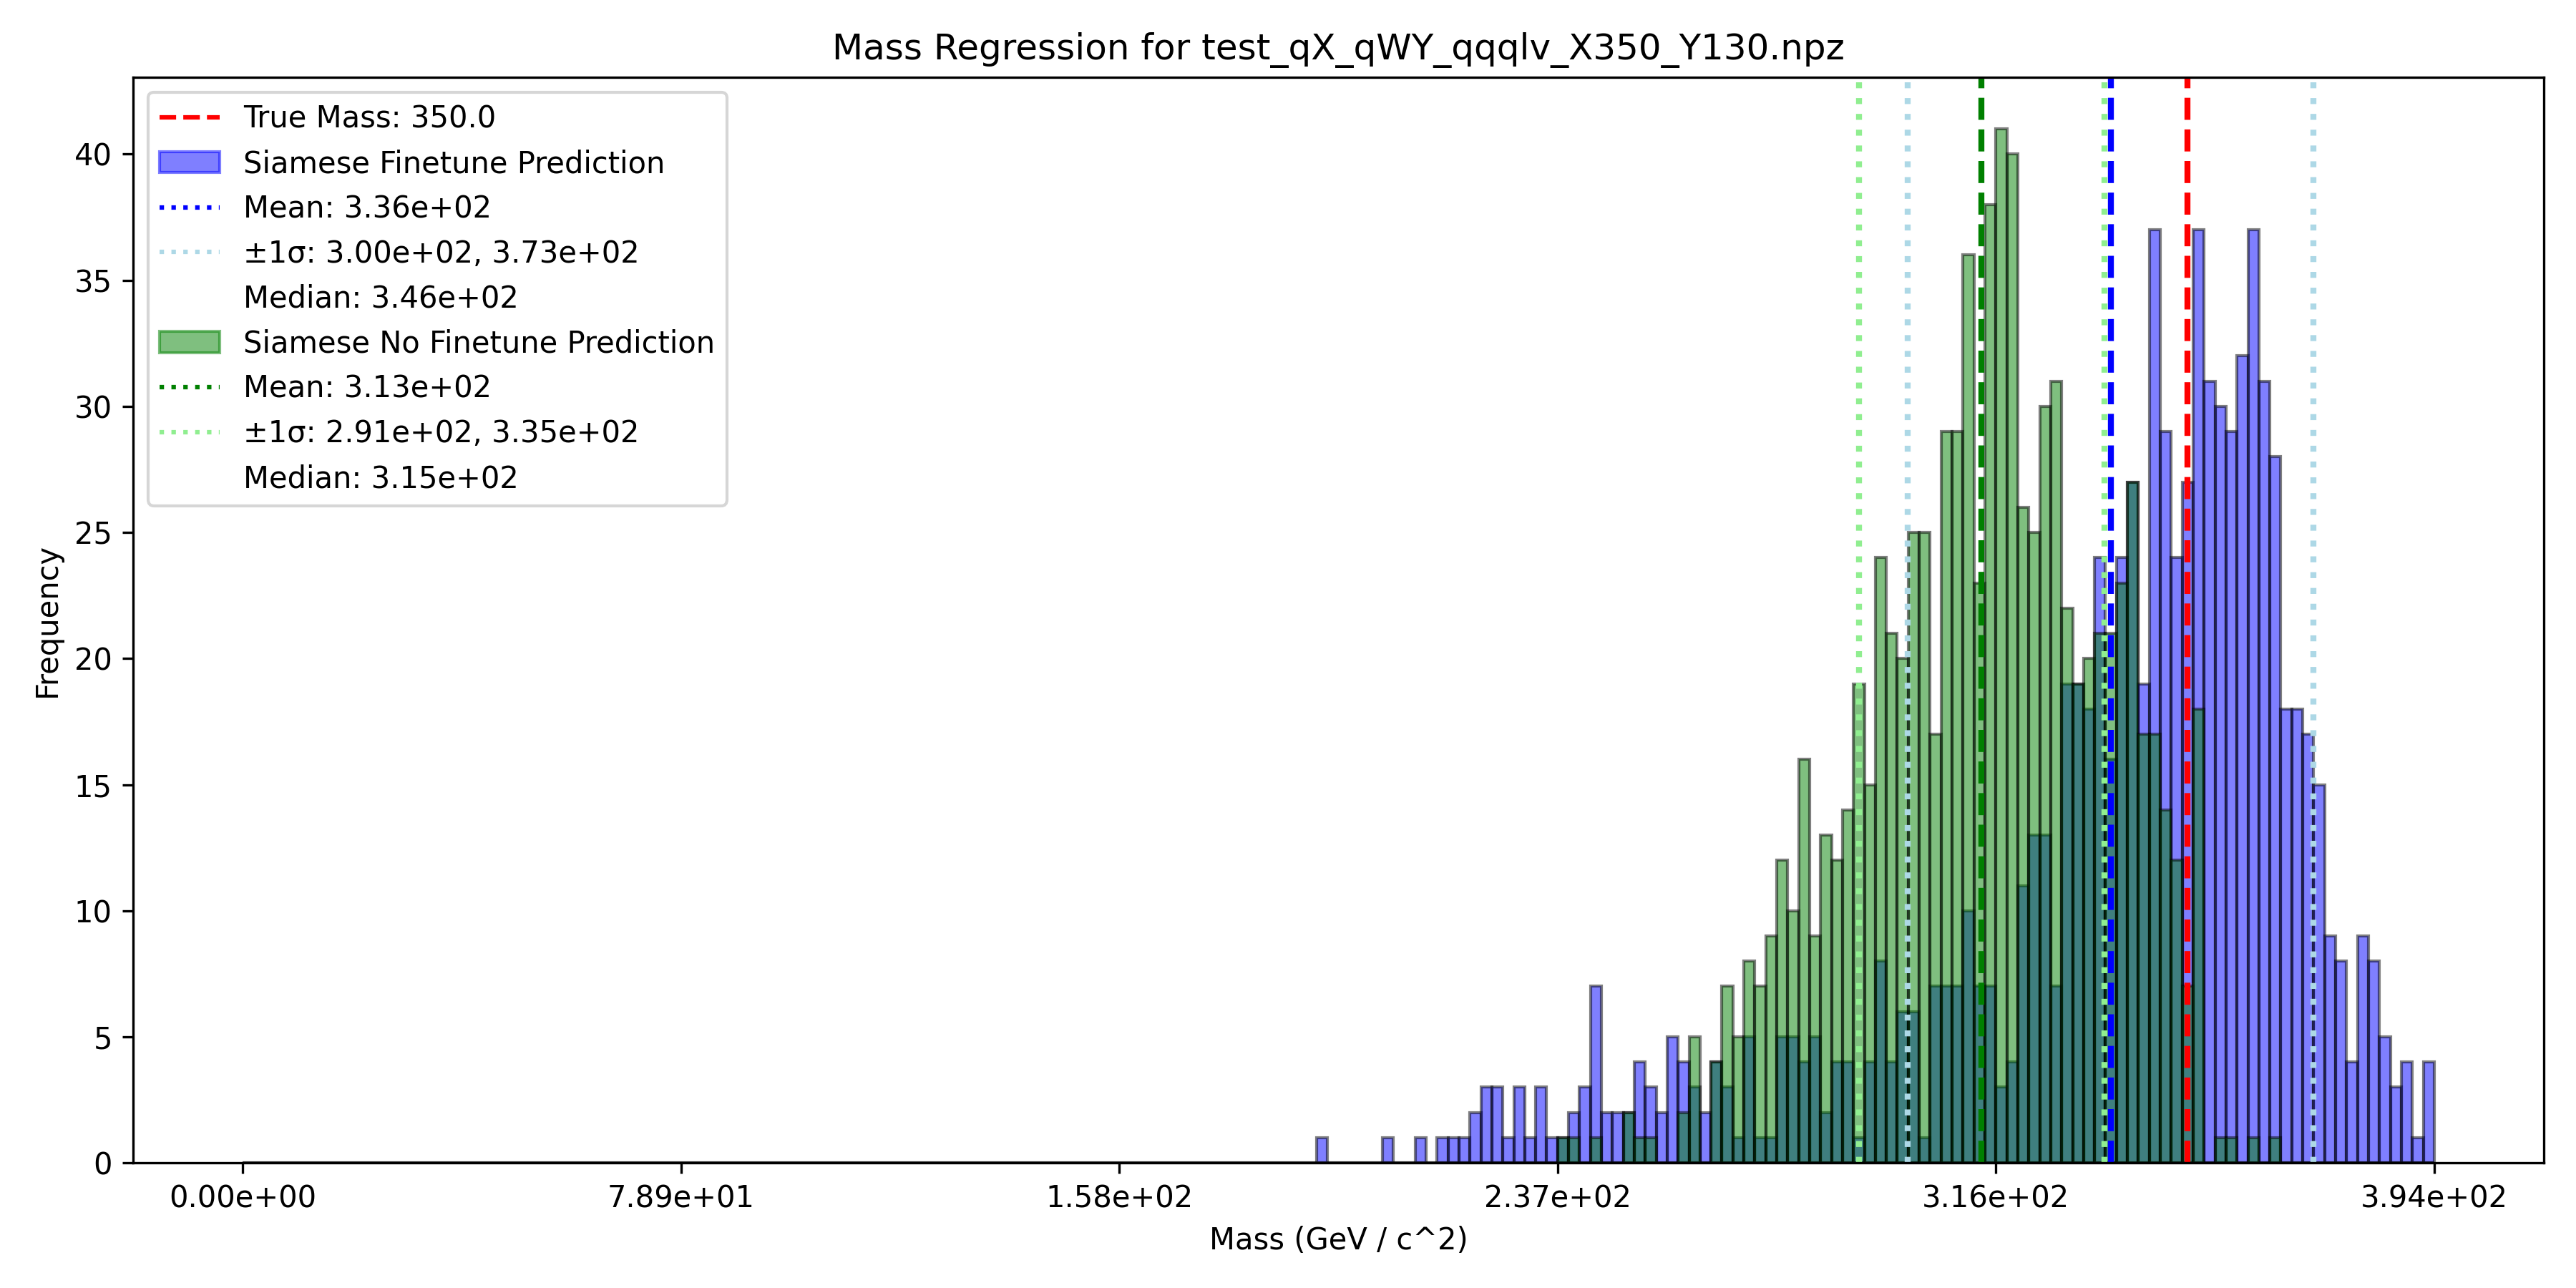 Mass Regression for test_qX_qWY_qqqlv_X350_Y130.npz
True Mass: 350.0
Siamese Finetune Prediction
Mean: 3.36e+02
±1σ: 3.00e+02, 3.73e+02
Median: 3.46e+02
Siamese No Finetune Prediction
Mean: 3.13e+02
±1σ: 2.91e+02, 3.35e+02
Median: 3.15e+02
Frequency
40
35
30
25
20
15
10
5
0
0.00e+00 7.89e+01 1.58e+02 2.37e+02 3.16e+02 3.94e+02
Mass (GeV / c^2)